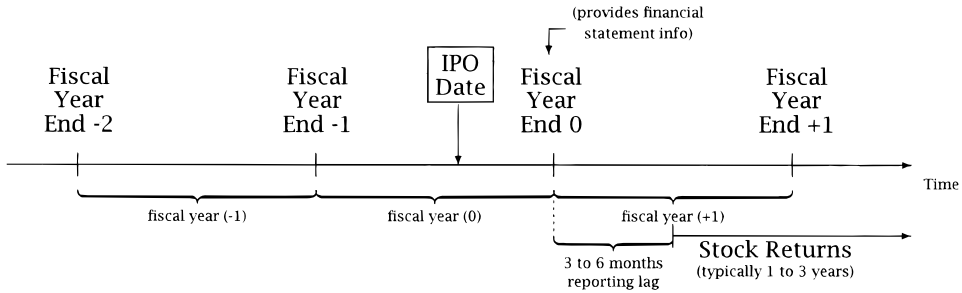 (provides financial
statement info)
IPO
Date
Fiscal
Year
End -2
Fiscal
Year
End -1
Fiscal
Year
End 0
Fiscal
Year
End +1
Time
fiscal year (-1)
fiscal year (0)
fiscal year (+1)
3 to 6 months
reporting lag
Stock Returns
(typically 1 to 3 years)